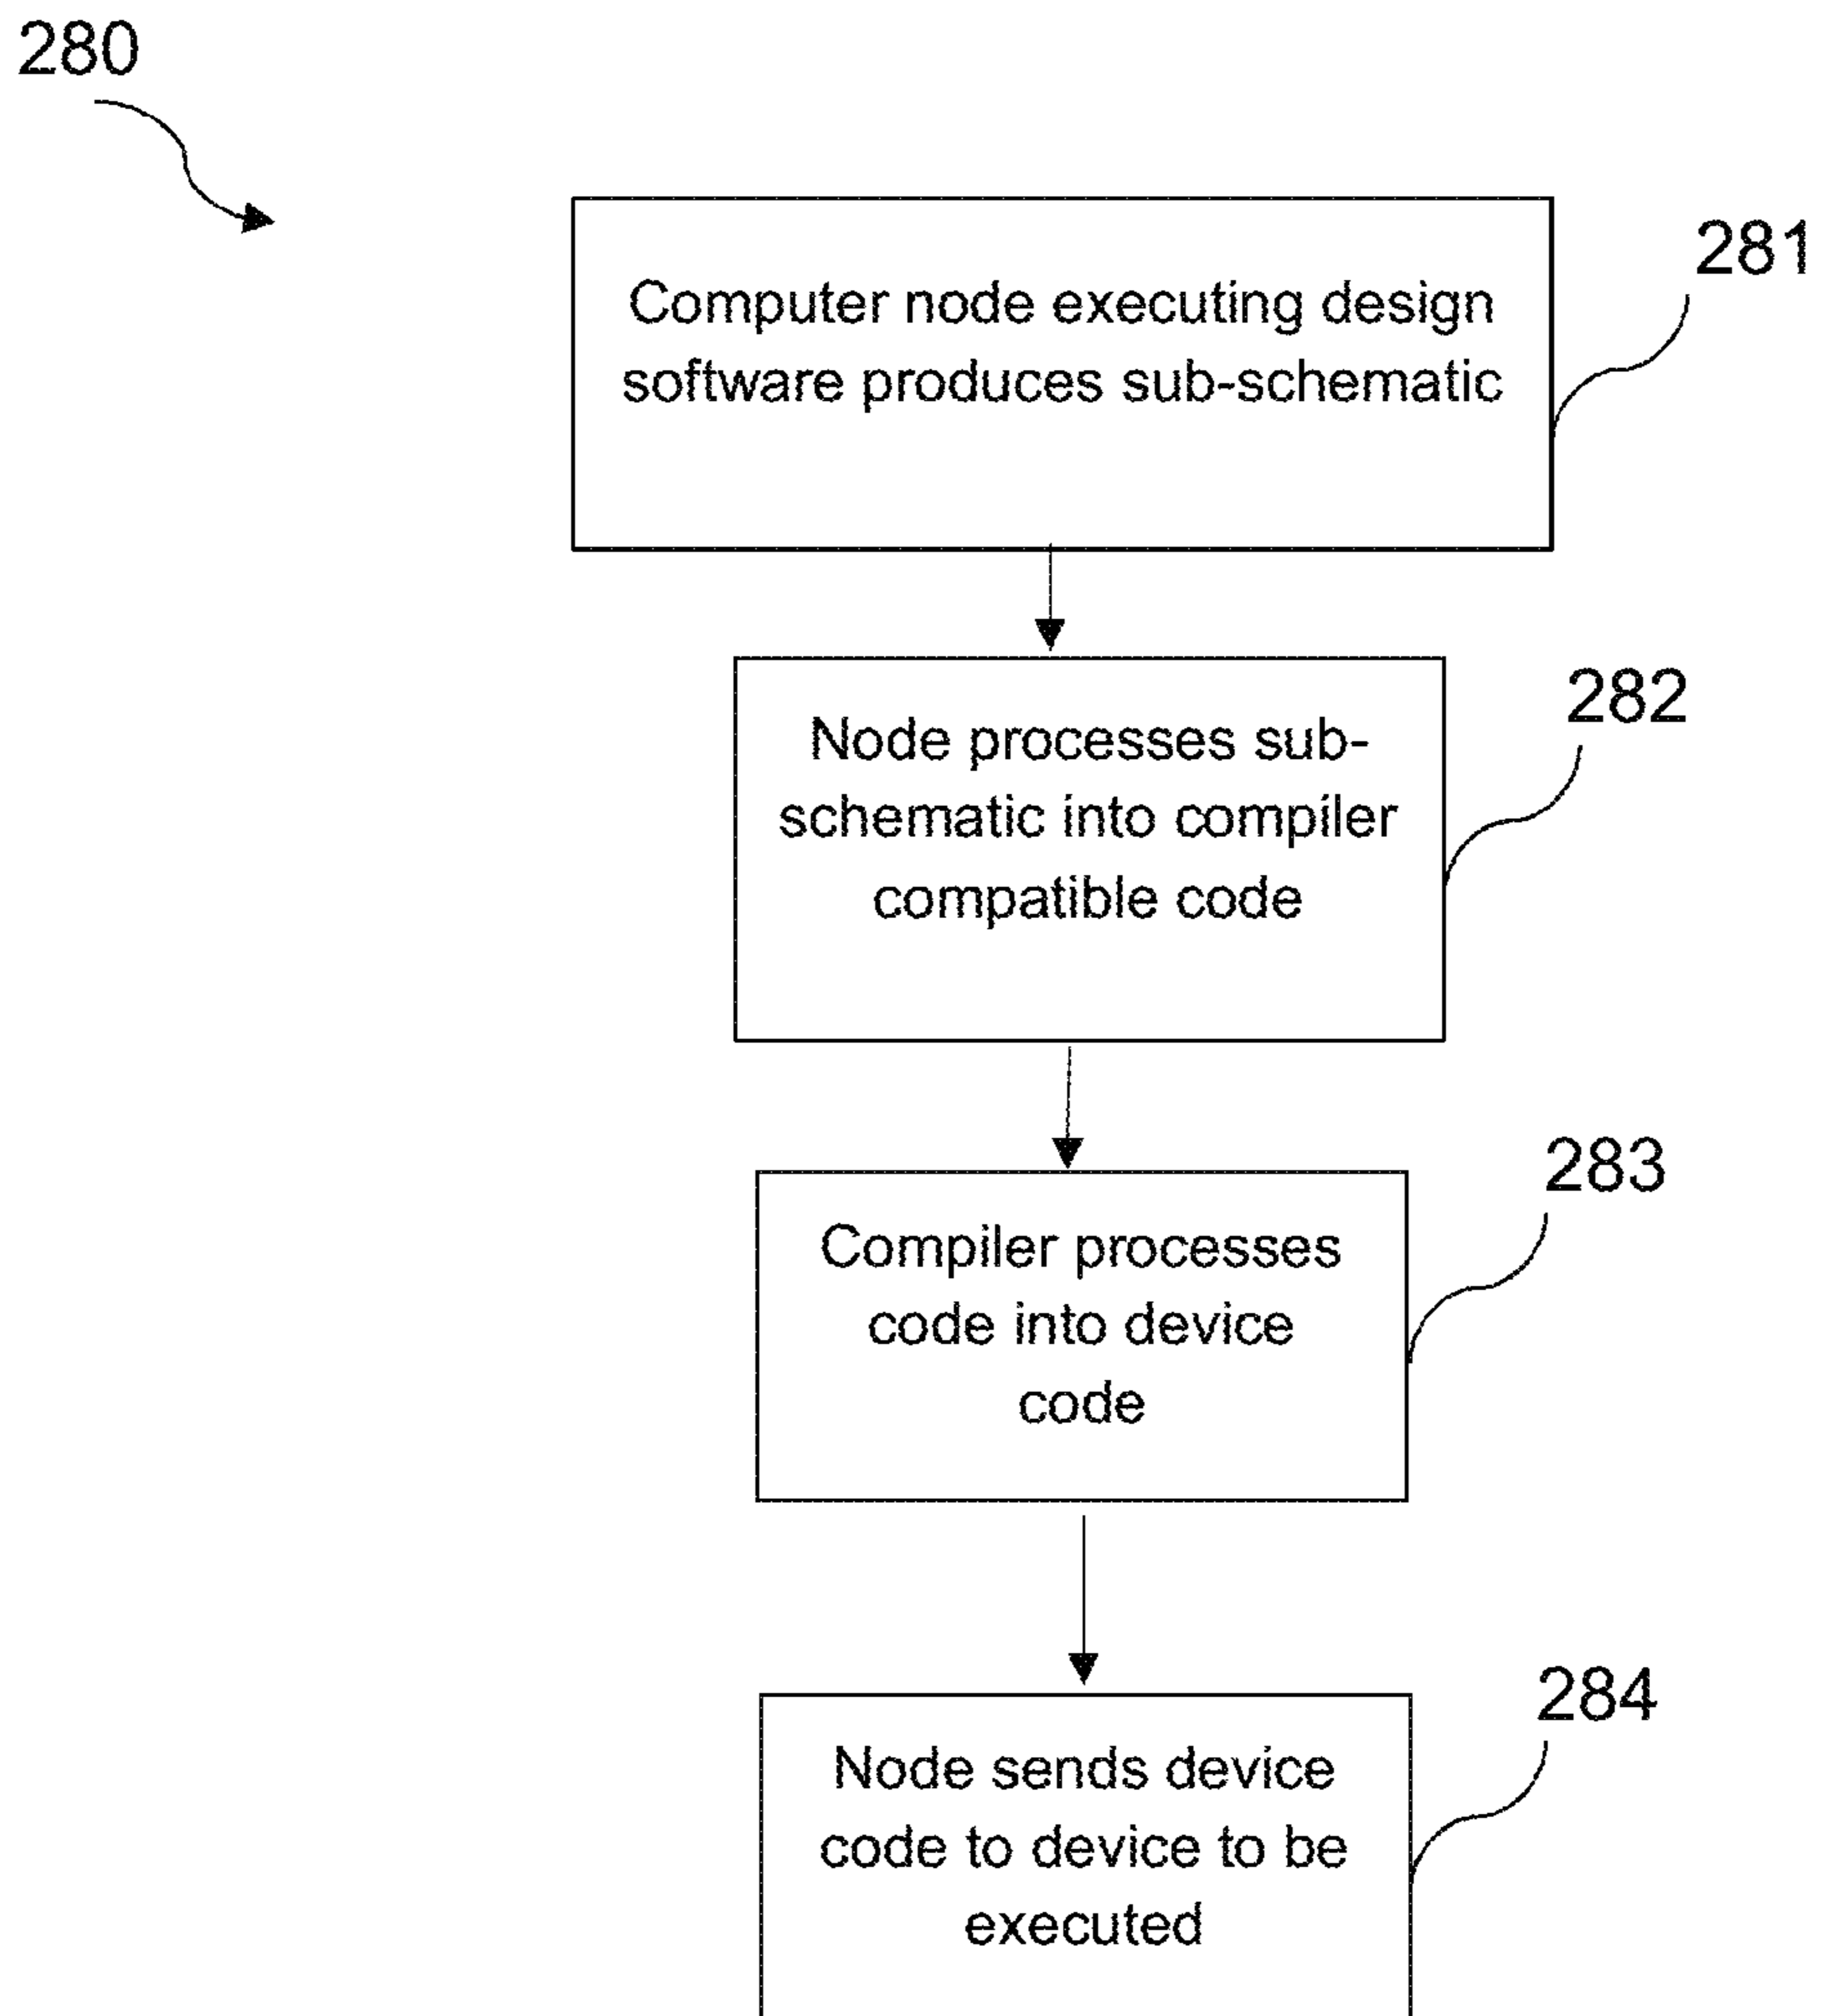 280
281
Computer node executing design
software produces sub-schematic
282
Node processes sub-
schematic into compiler
compatible code
283
Compiler processes
code into device
code
284
Node sends device
code to device to be
executed